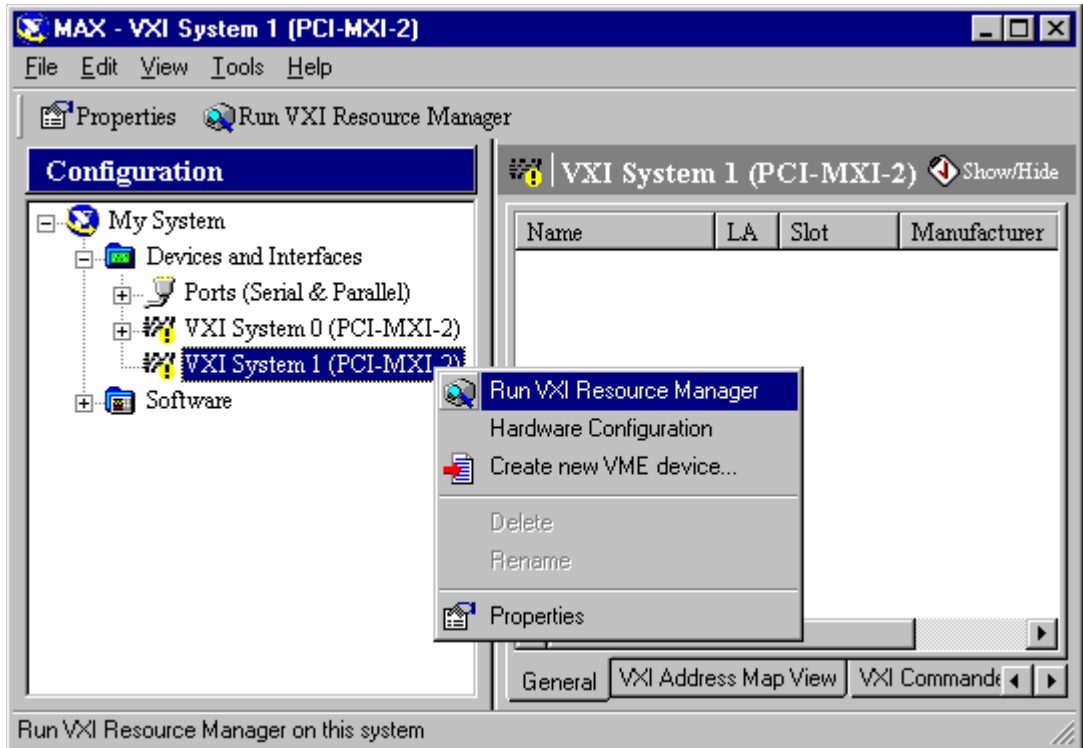 MAX - VXI System 1 (PCI-MXI-2)
File Edit View Tools Help
Properties Run VXI Resource Manager
Configuration
My System
Devices and Interfaces
Ports (Serial & Parallel)
VXI System 0 (PCI-MXI-2)
VXI System 1 (PCI-MXI-2)
Software
VXI System 1 (PCI-MXI-2) Show/Hide
Name LA Slot Manufacturer
Run VXI Resource Manager
Hardware Configuration
Create new VME device...
Delete
Rename
Properties
General VXI Address Map View VXI Commande
Run VXI Resource Manager on this system